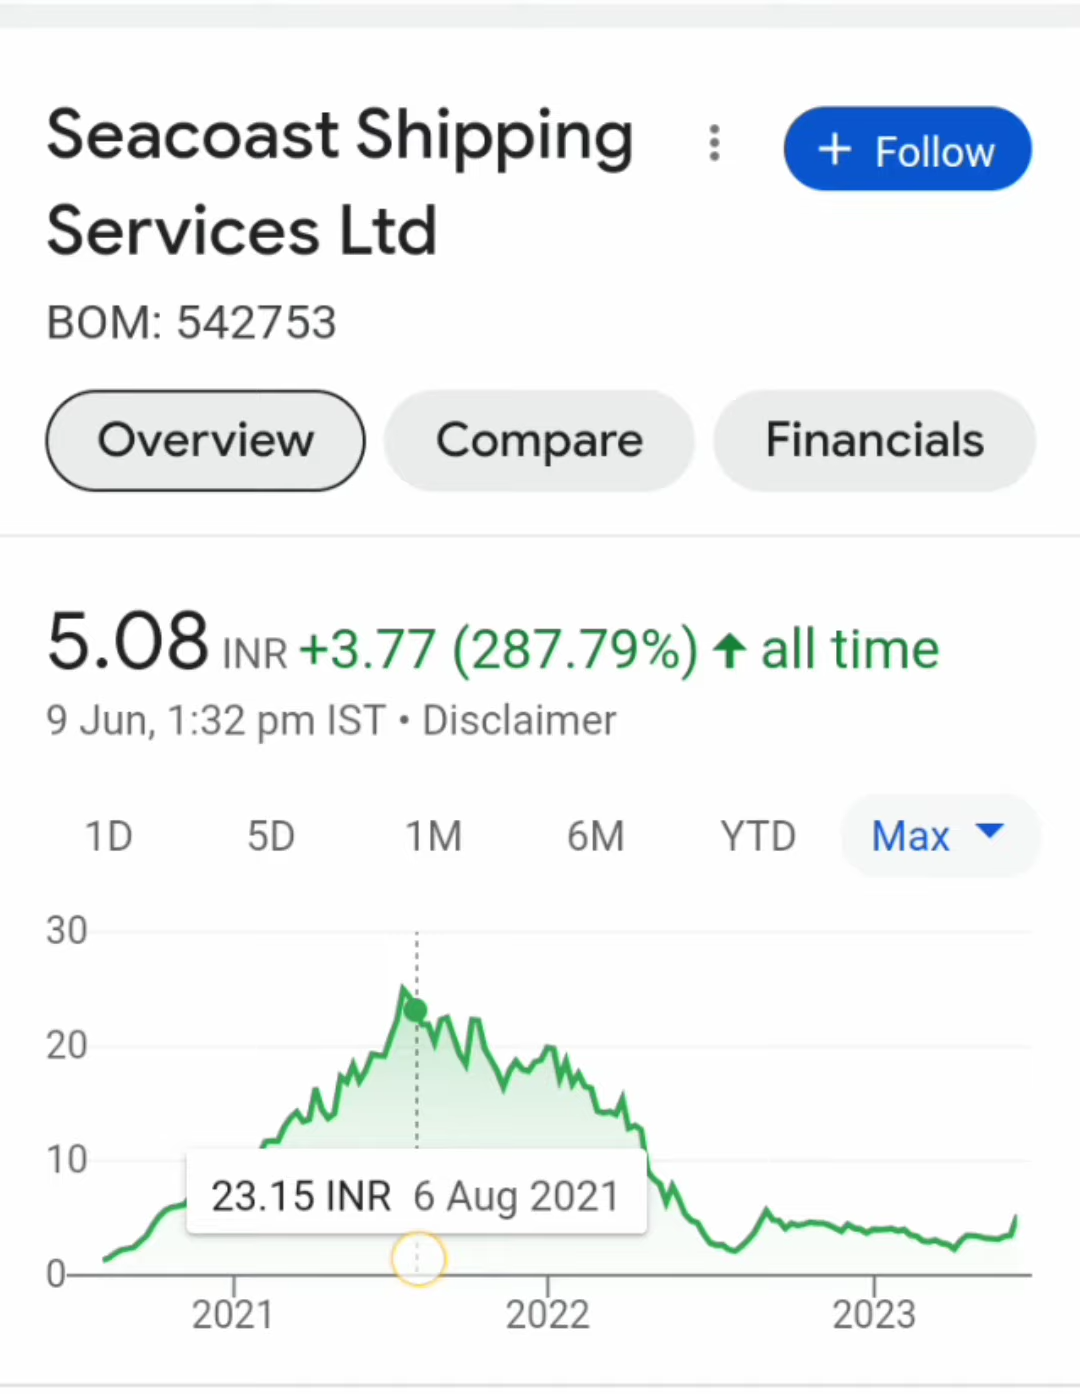 Seacoast Shipping
Services Ltd
+ Follow
BOM: 542753
Overview Compare Financials
5.08 INR +3.77 (287.79%) ↑ all time
9 Jun, 1:32 pm IST • Disclaimer
1D 5D 1M 6M YTD Max
30
20
10
23.15 INR 6 Aug 2021
0
2021 2022 2023